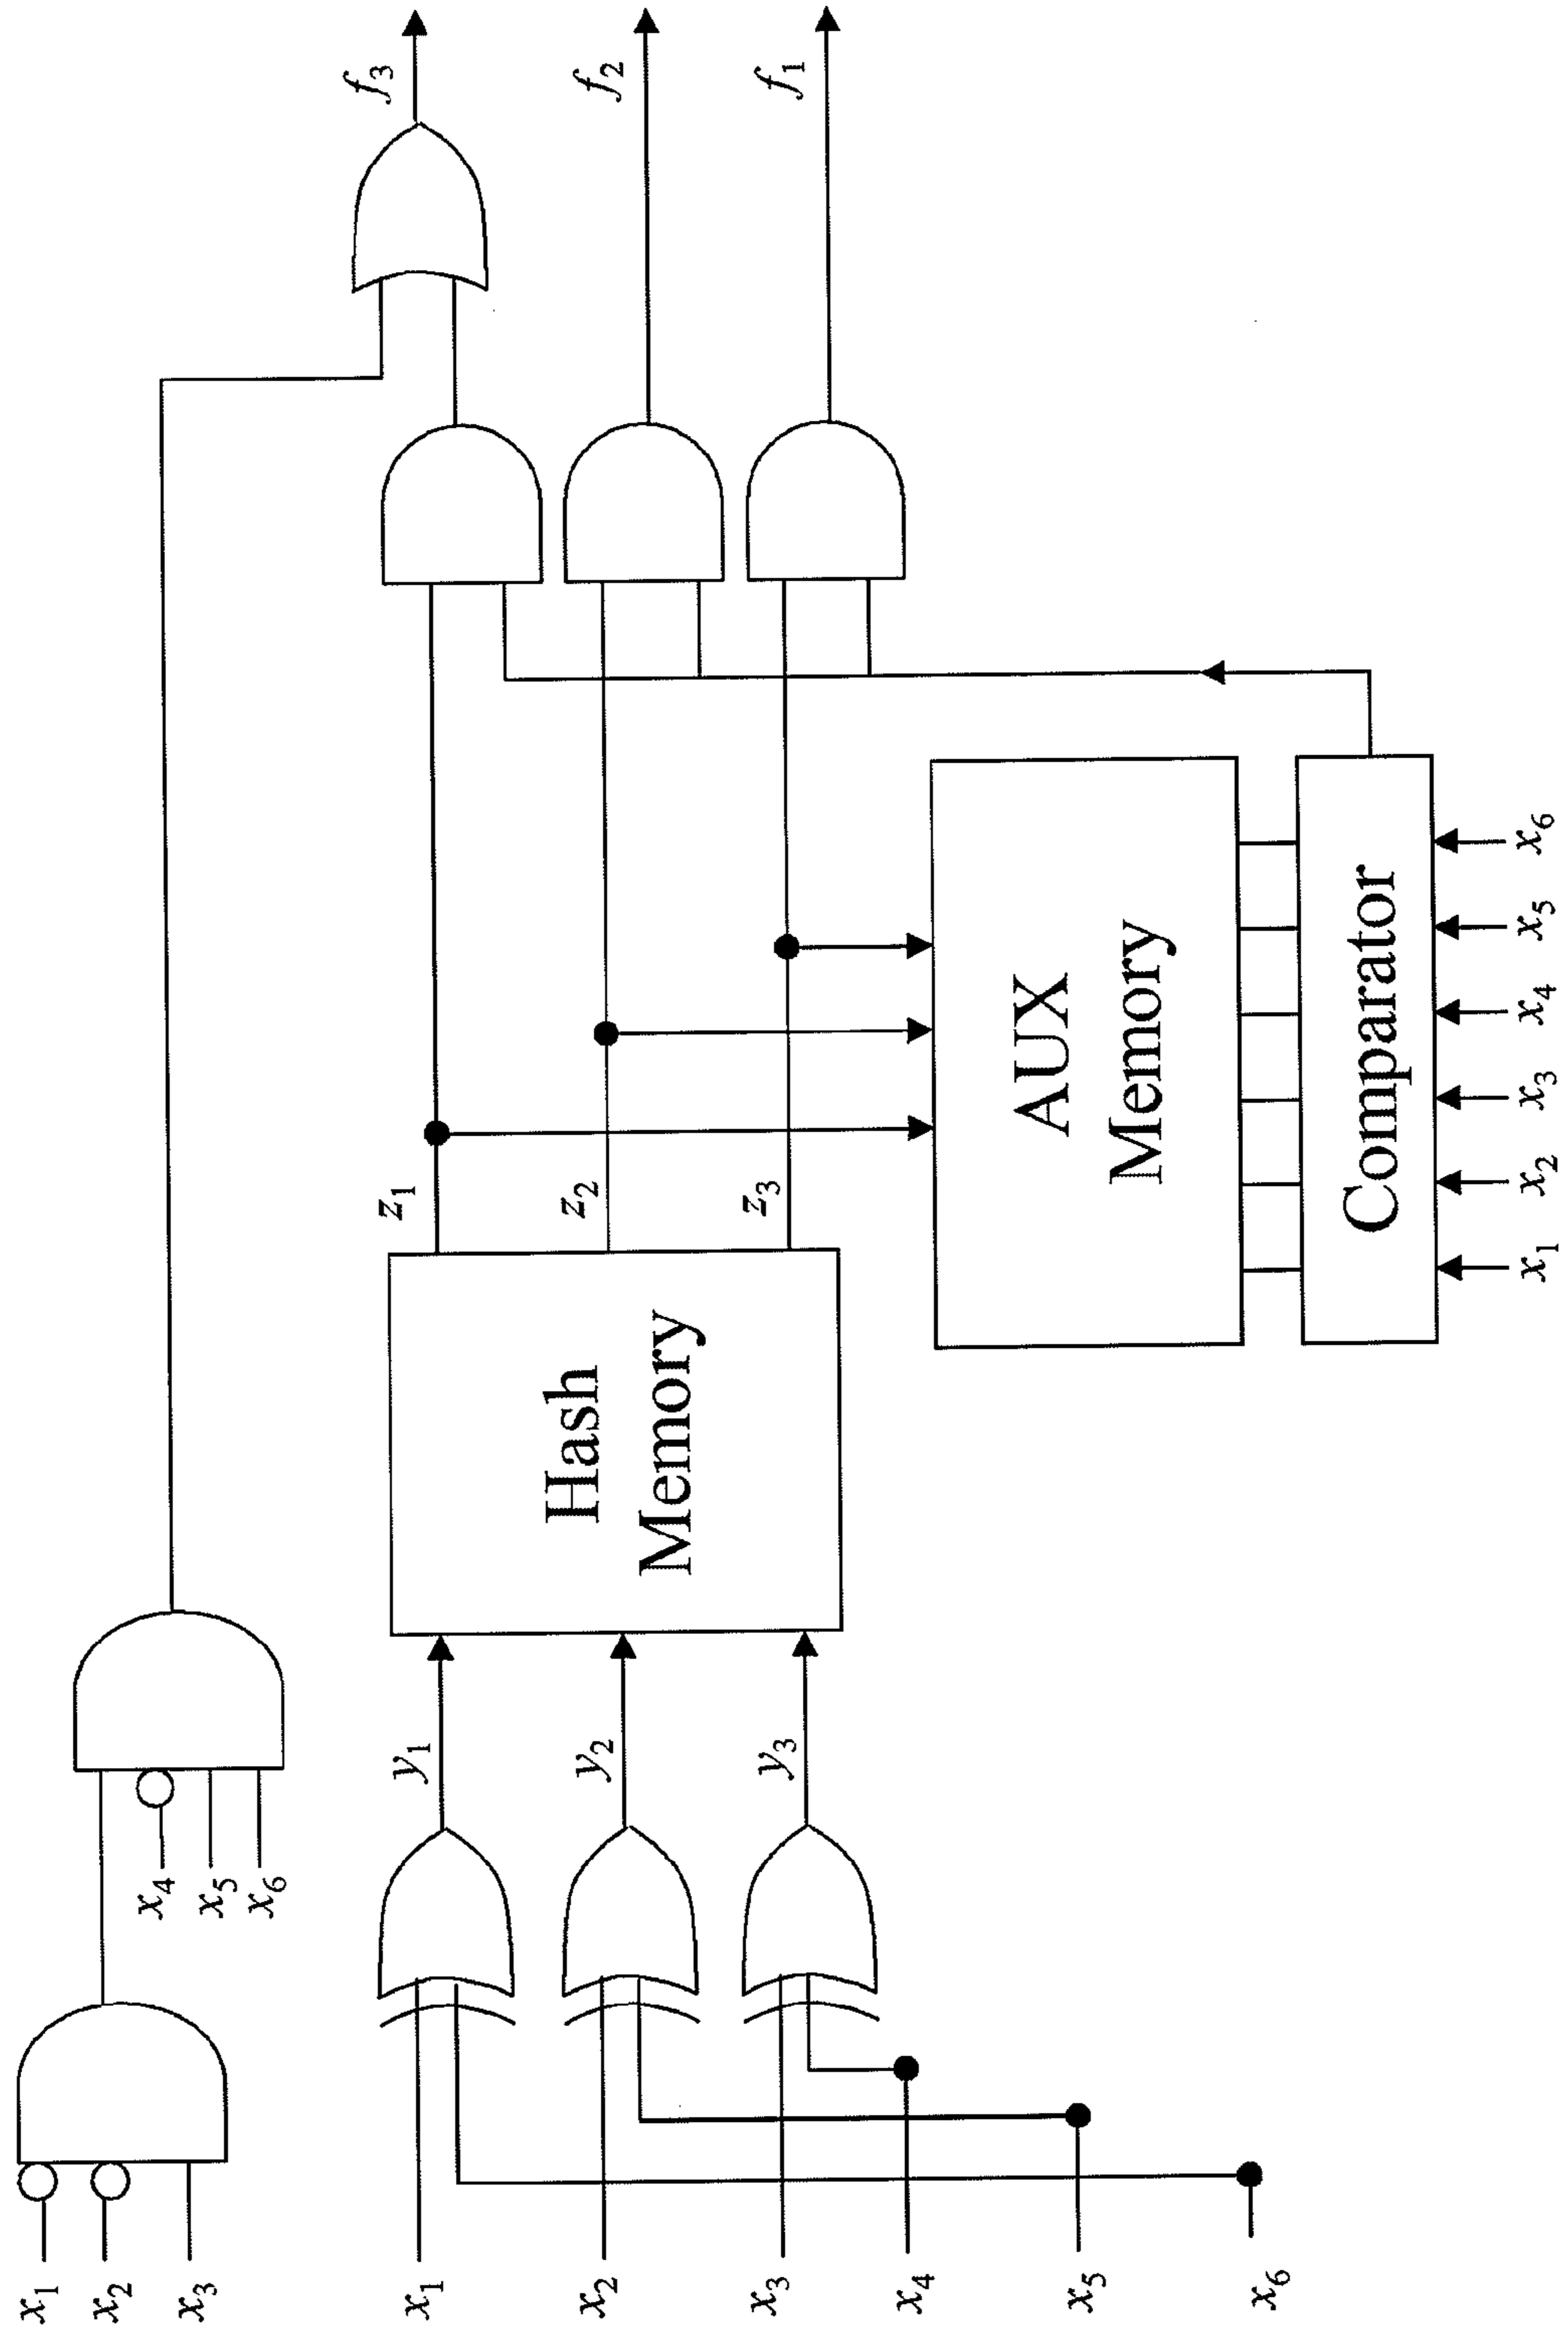 x1
x2
x3
x4
x5
x6
f3
x1
x2
x3
x4
x5
x6
y1
y2
y3
Hash
Memory
z1
z2
z3
f2
f1
AUX
Memory
Comparator
x1
x2
x3
x4
x5
x6